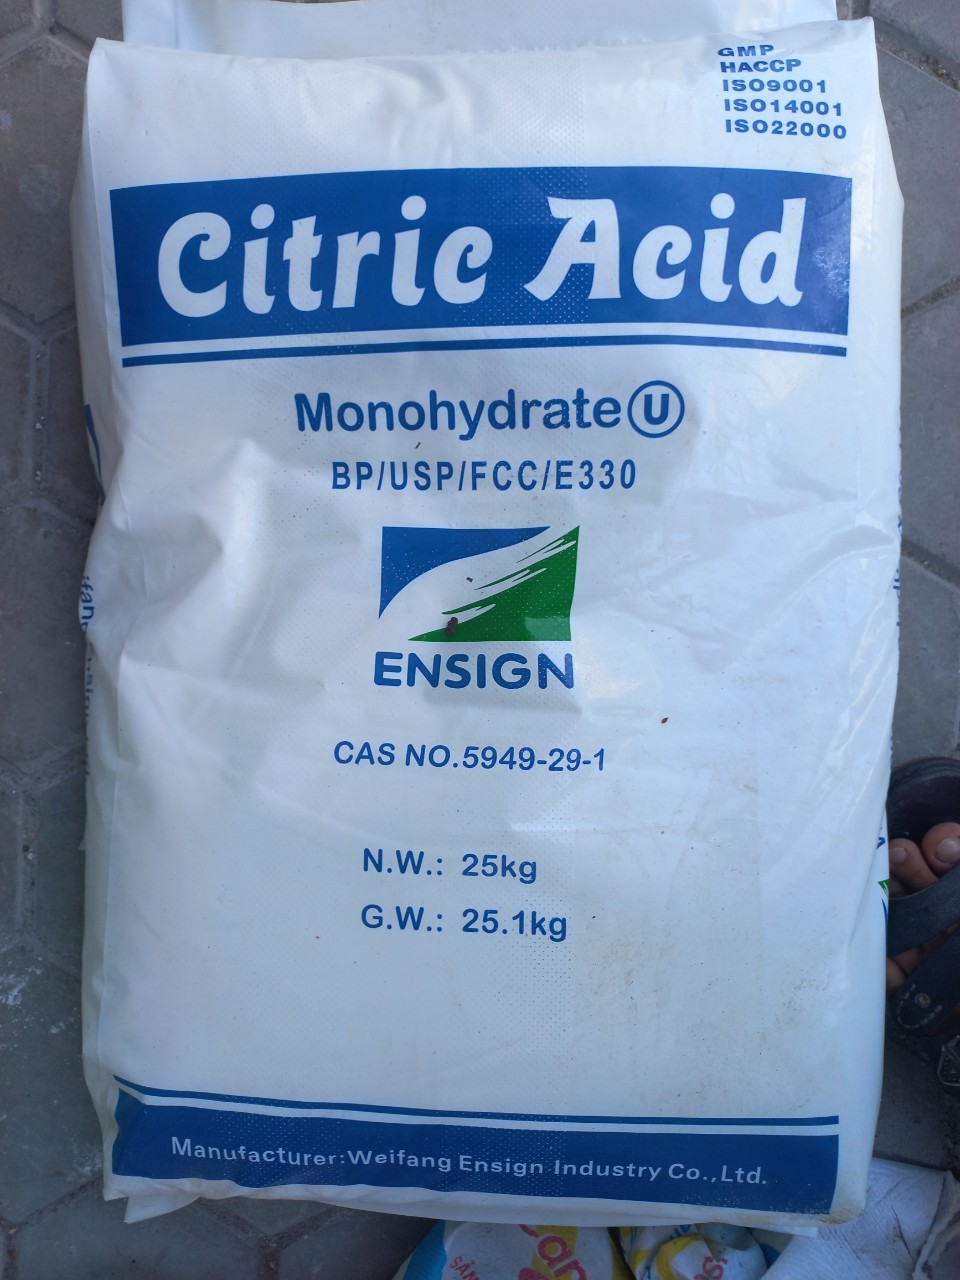 GMP
HACCP
ISO9001
ISO14001
ISO22000
Citric Acid
Monohydrate U
BP/USP/FCC/E330
ENSIGN
CAS NO.5949-29-1
N.W.: 25kg
G.W.: 25.1kg
Manufacturer:Weifang Ensign Industry Co.,Ltd.